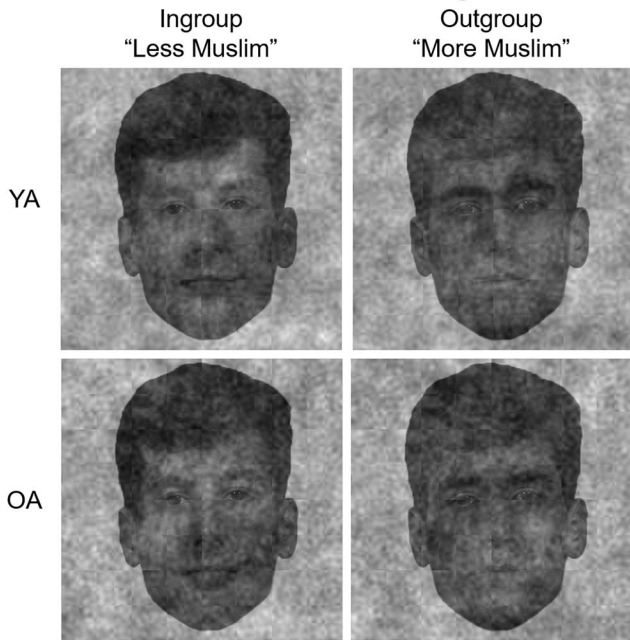 Ingroup
“Less Muslim”
Outgroup
“More Muslim”
YA
OA